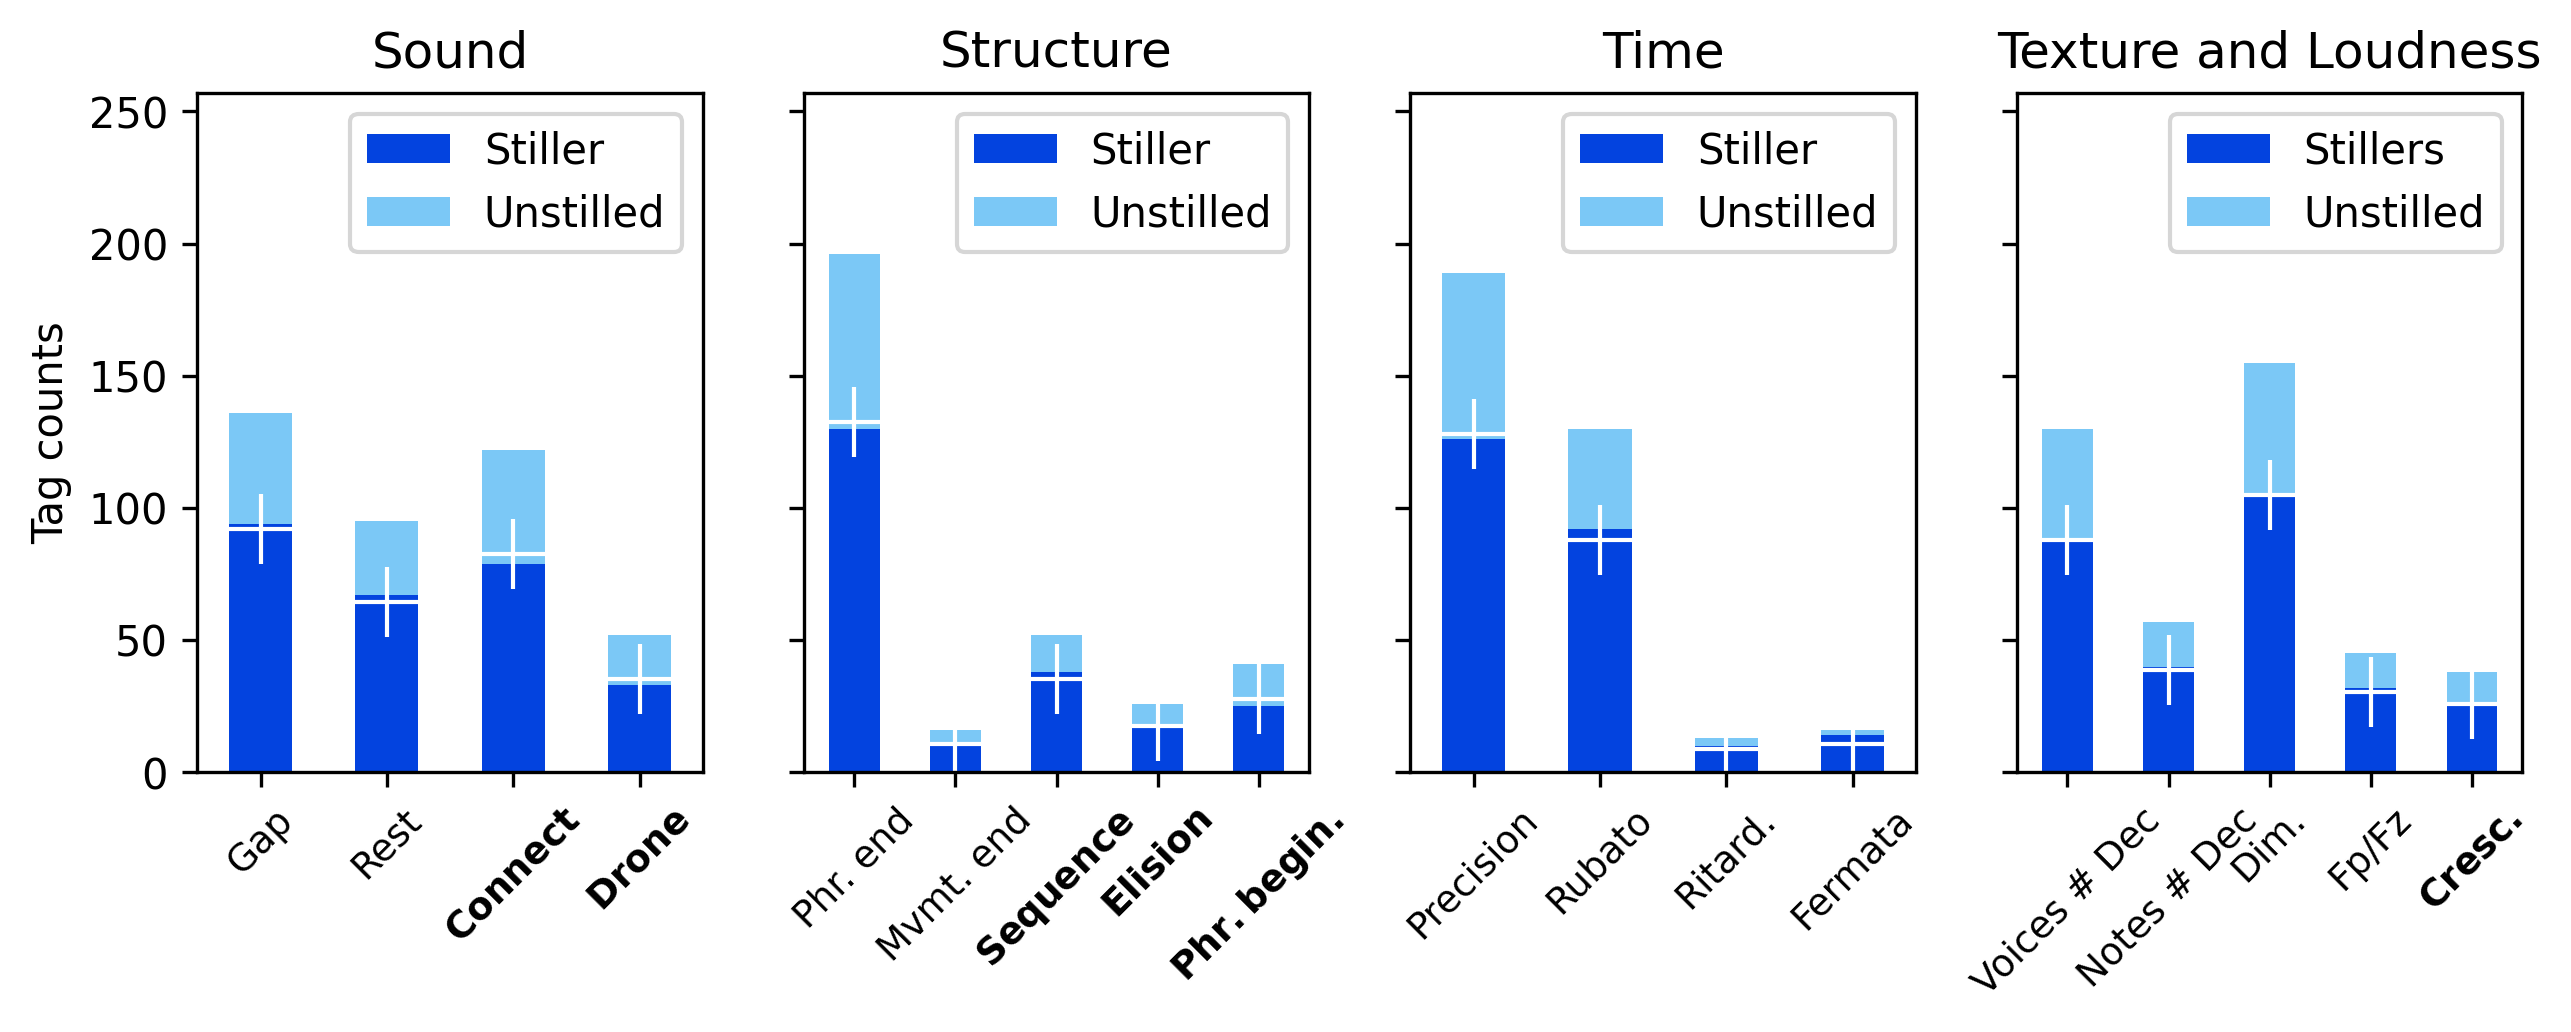 Sound
Structure
Time
Texture and Loudness
Tag counts
250
200
150
100
50
0
Stiller
Unstilled
Stiller
Unstilled
Stiller
Unstilled
Stillers
Unstilled
Gap
Rest
Connect
Drone
Phr. end
Mvmt. end
Sequence
Elision
Phr. begin.
Precision
Rubato
Ritard.
Fermata
Voices # Dec
Notes # Dec
Dim.
Fp/Fz
Cresc.